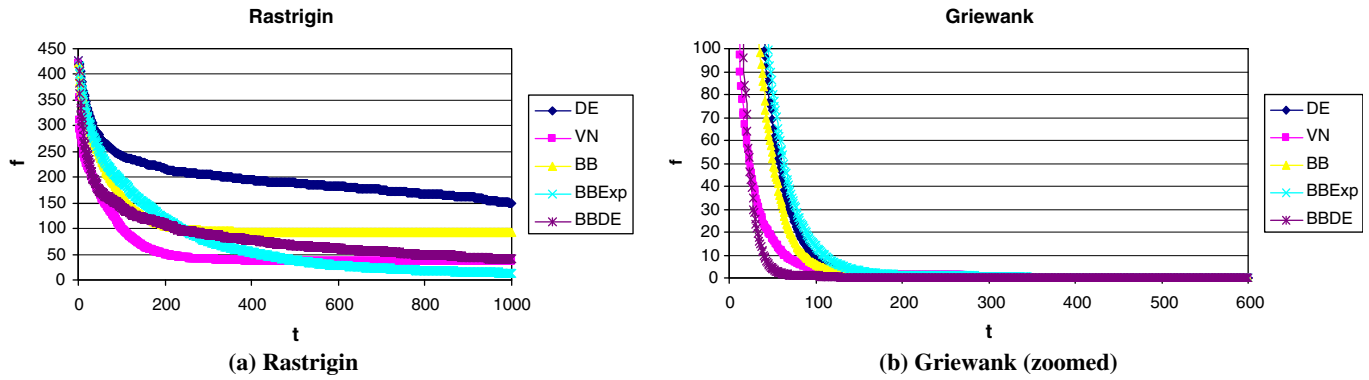 Rastrigin
450
400
350
300
250
200
150
100
50
0
f
0 200 400 600 800 1000
t
DE
VN
BB
BBExp
BBDE
(a) Rastrigin
Griewank
100
90
80
70
60
50
40
30
20
10
0
f
0 100 200 300 400 500 600
t
DE
VN
BB
BBExp
BBDE
(b) Griewank (zoomed)